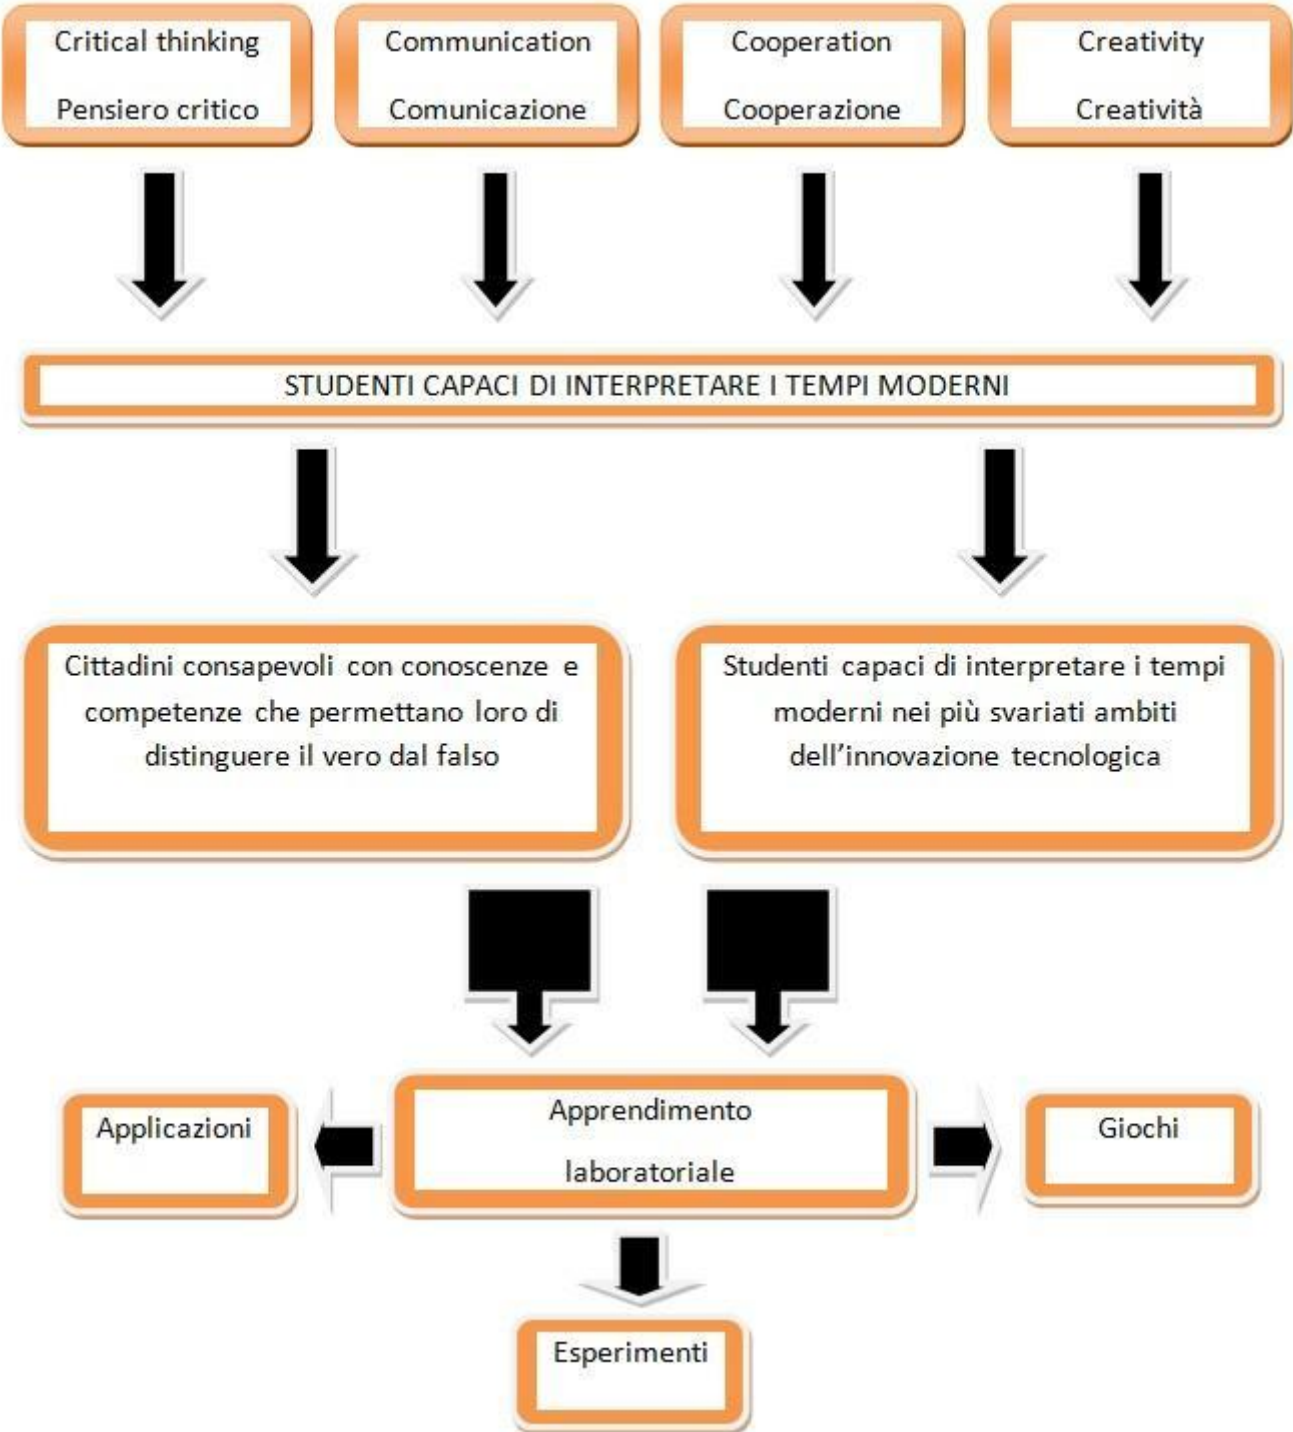 Critical thinking
Pensiero critico
Communication
Comunicazione
Cooperation
Cooperazione
Creativity
Creatività
STUDENTI CAPACI DI INTERPRETARE I TEMPI MODERNI
Cittadini consapevoli con conoscenze e
competenze che permettano loro di
distinguere il vero dal falso
Studenti capaci di interpretare i tempi
moderni nei più svariati ambiti
dell’innovazione tecnologica
Applicazioni
Apprendimento
laboratoriale
Giochi
Esperimenti